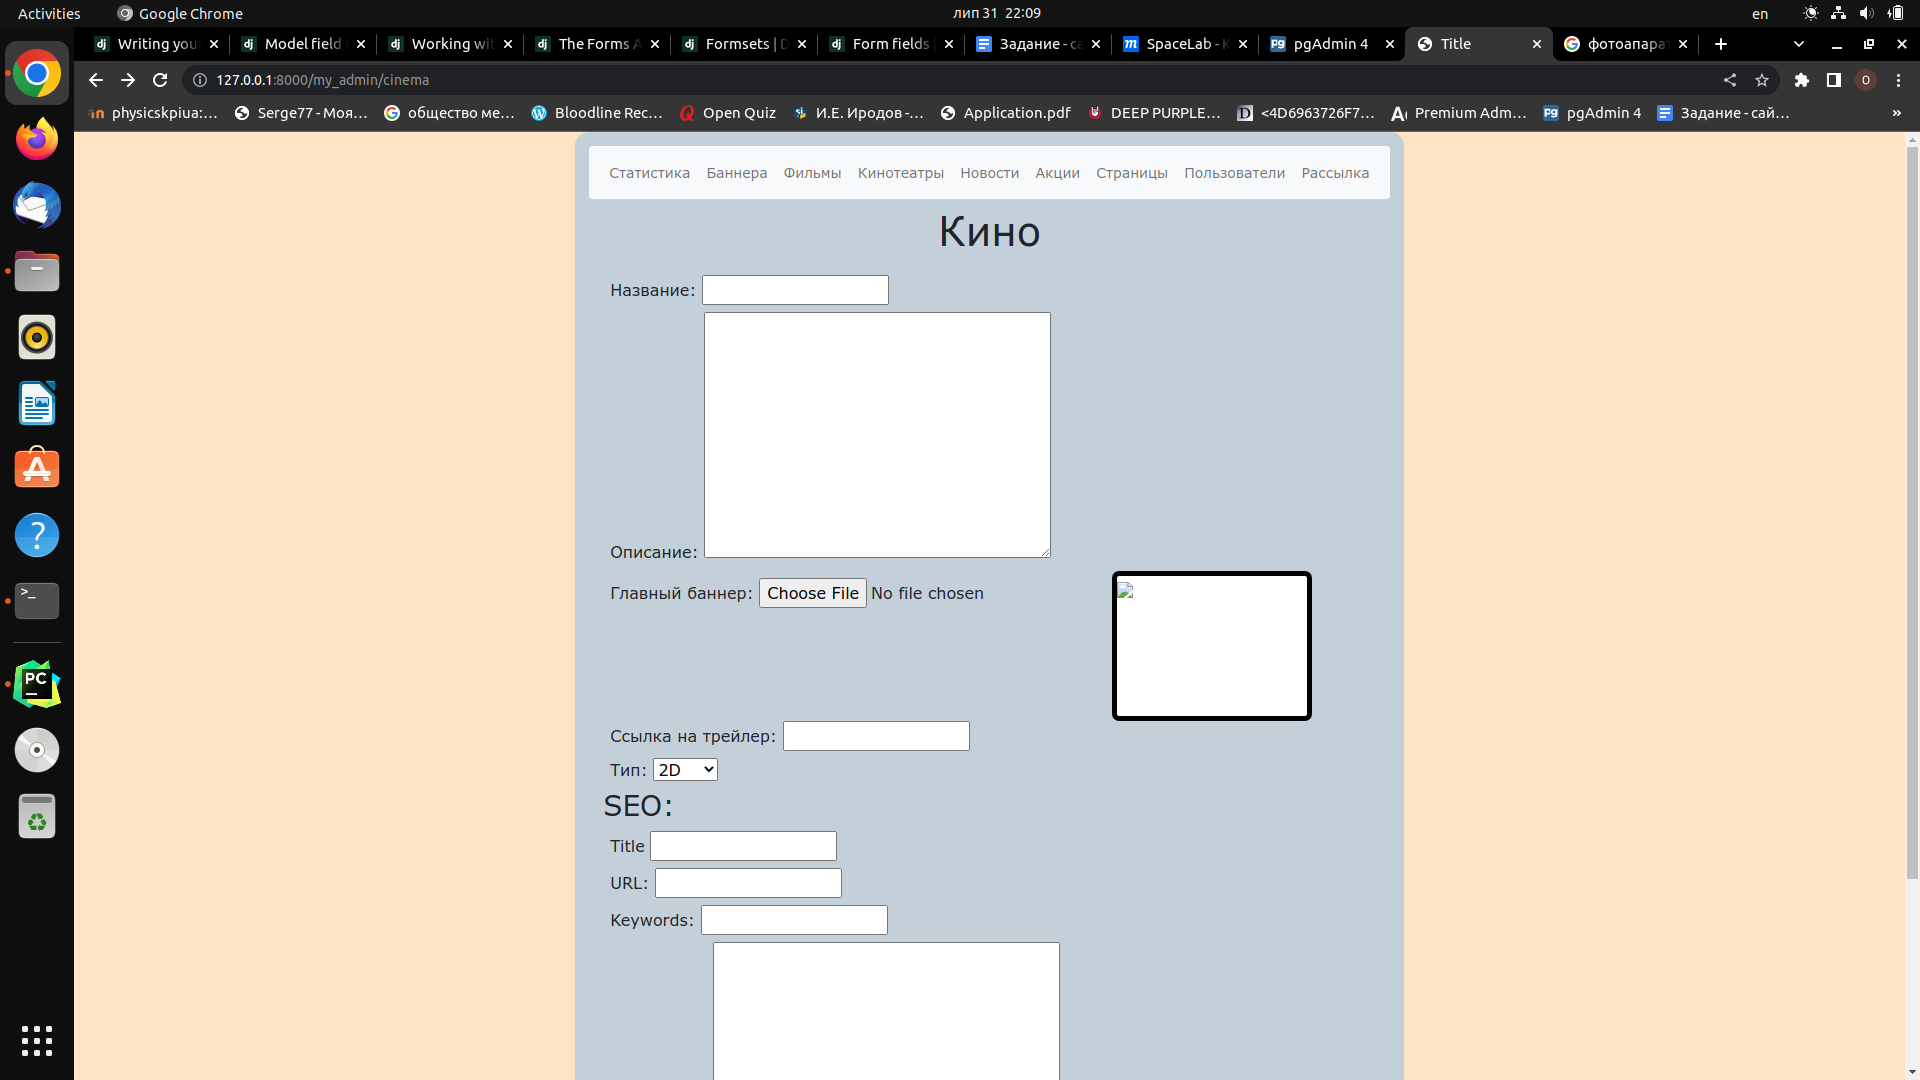 Activities Google Chrome лип 31 22:09 en
Writing you Model field Working wit The Forms A Formsets | D Form fields Задание - са SpaceLab - K pgAdmin 4 Title фотоапарат
127.0.0.1:8000/my_admin/cinema O
physicskpiua:... Serge77 - Моя... общество ме... Bloodline Rec... Open Quiz И.Е. Иродов -... Application.pdf DEEP PURPLE... <4D6963726F7... Premium Adm... pgAdmin 4 Задание - сай... »
Статистика Баннера Фильмы Кинотеатры Новости Акции Страницы Пользователи Рассылка
Кино
Название:
Описание:
Главный баннер: Choose File No file chosen
Ссылка на трейлер:
Тип: 2D
SEO:
Title
URL:
Keywords: